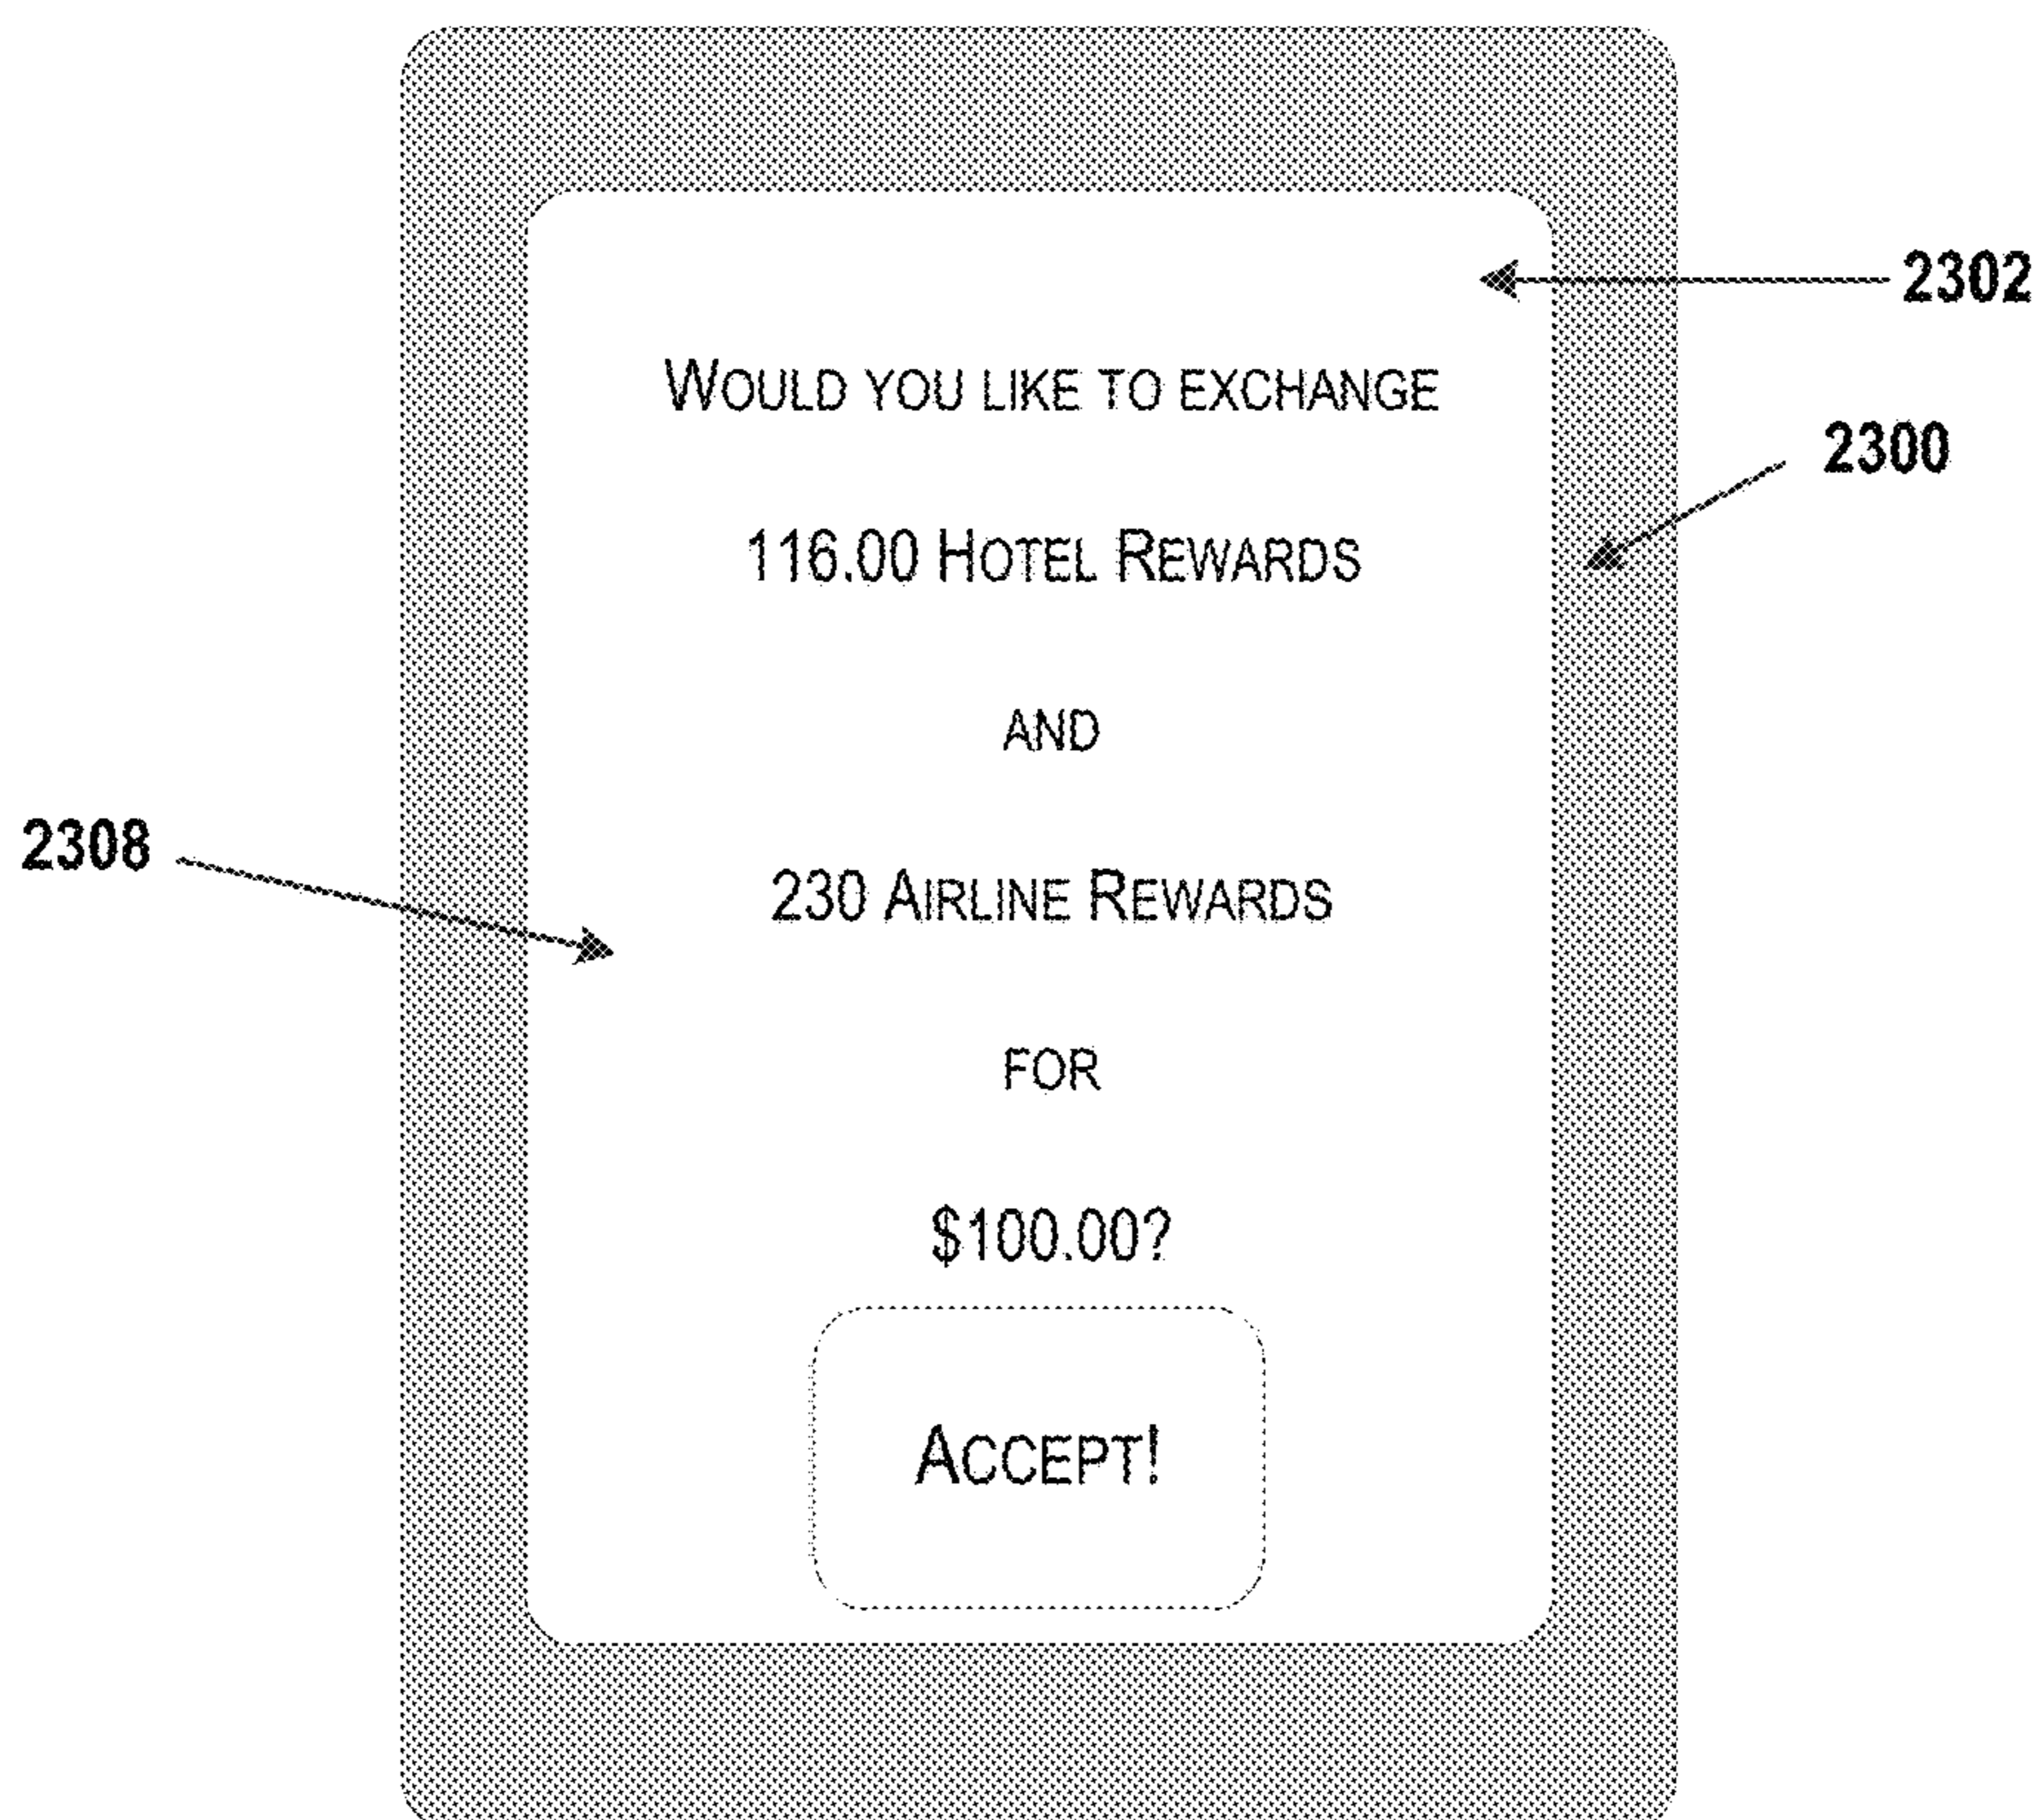 2302
WOULD YOU LIKE TO EXCHANGE
2300
116.00 HOTEL REWARDS
AND
2308
230 AIRLINE REWARDS
FOR
$100.00?
ACCEPT!